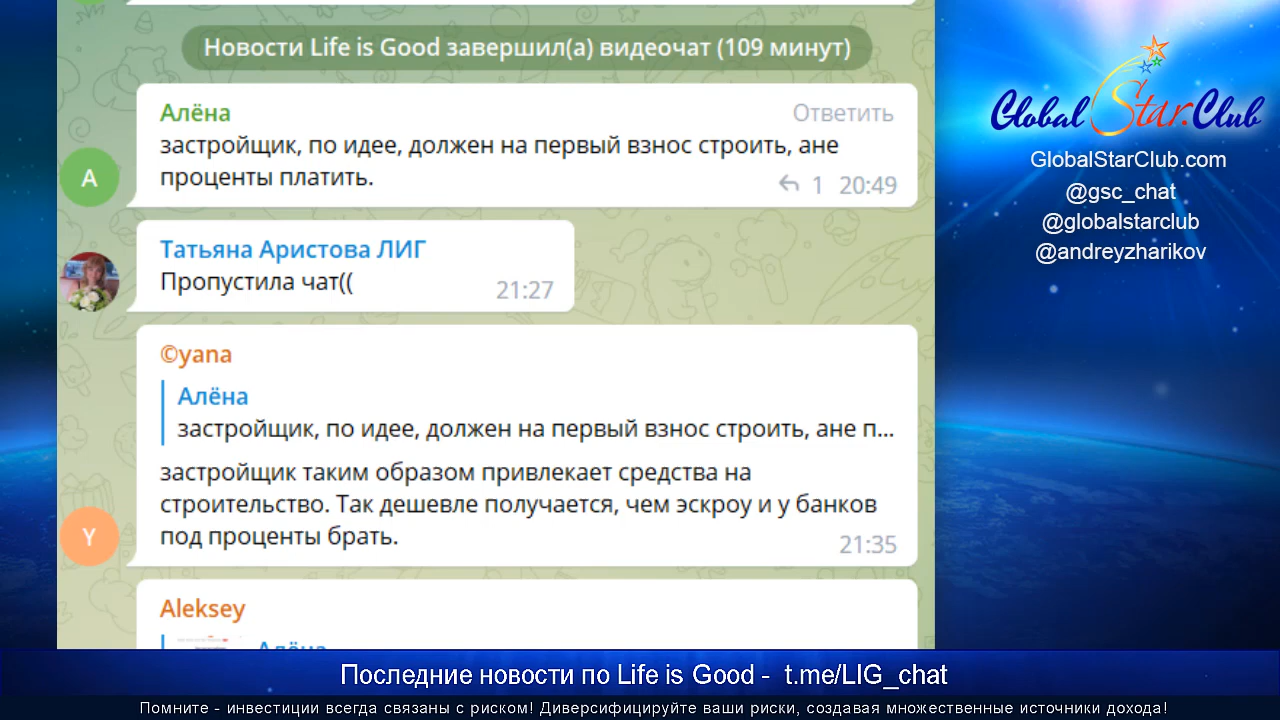 Новости Life is Good завершил(а) видеочат (109 минут)
Алёна
Ответить
застройщик, по идее, должен на первый взнос строить, ане
проценты платить.
1 20:49
A
Татьяна Аристова ЛИГ
Пропустила чат((
21:27
©yana
Алёна
застройщик, по идее, должен на первый взнос строить, ане п...
застройщик таким образом привлекает средства на
строительство. Так дешевле получается, чем эскроу и у банков
под проценты брать.
21:35
Y
Aleksey
Алёна
Global Star.Club
GlobalStarClub.com
@gsc_chat
@globalstarclub
@andreyzharikov
Последние новости по Life is Good - t.me/LIG_chat
Помните - инвестиции всегда связаны с риском! Диверсифицируйте ваши риски, создавая множественные источники дохода!